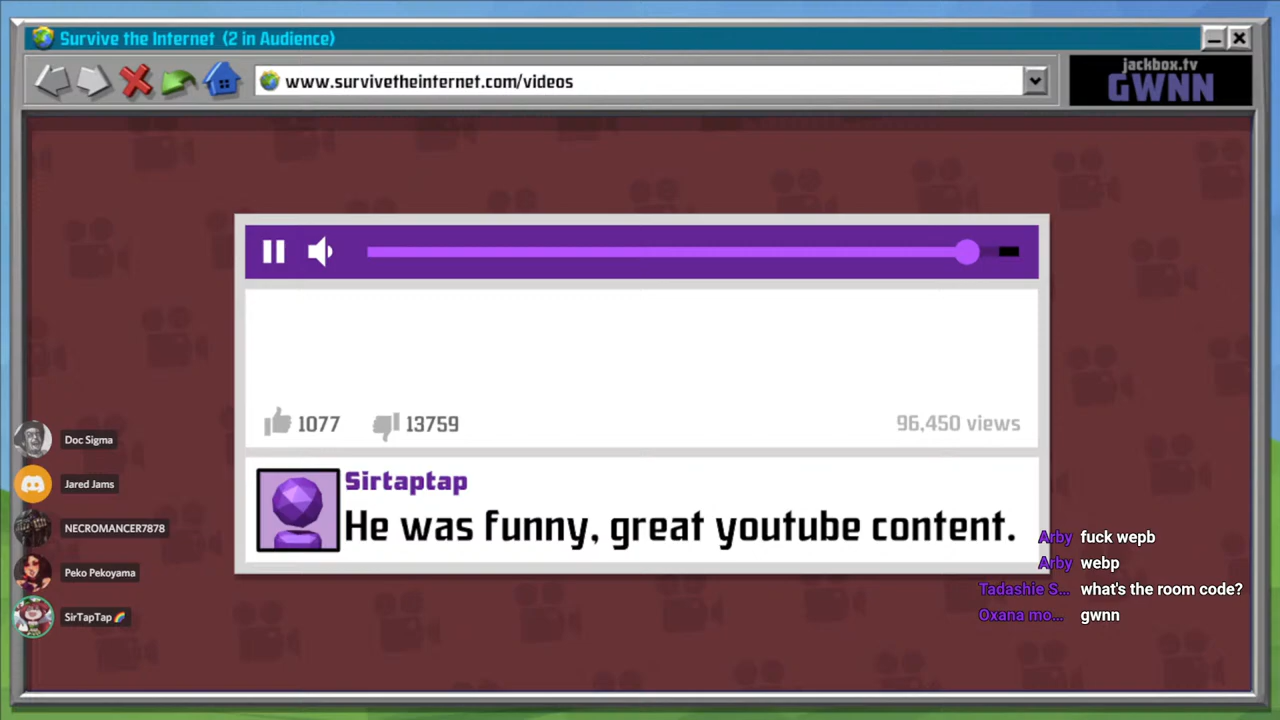 Survive the Internet (2 in Audience)
www.survivetheinternet.com/videos
jackbox.tv
GWNN
1077
13759
96,450 views
Sirtaptap
He was funny, great youtube content.
Doc Sigma
Jared Jams
NECROMANCER7878
Peko Pekoyama
SirTapTap🌈
Arby fuck wepb
Arby webp
Tadashie S... what's the room code?
Oxana mo... gwnn